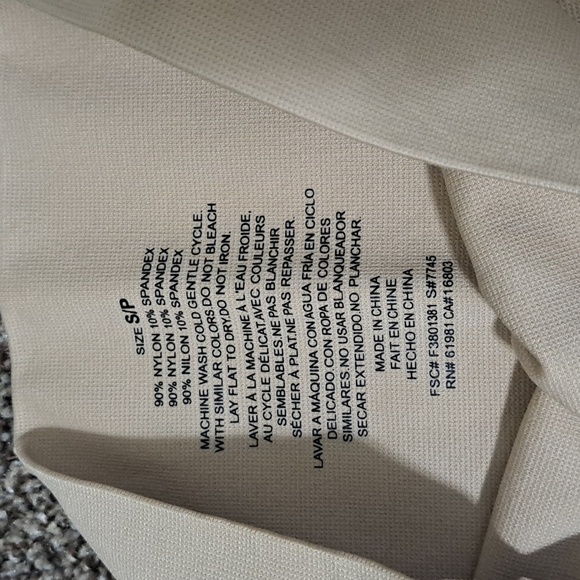 SIZE S/P
90% NYLON 10% SPANDEX
90% NYLON 10% SPANDEX
90% NILON 10% SPANDEX
MACHINE WASH COLD GENTLE CYCLE.
WITH SIMILAR COLORS.DO NOT BLEACH
LAY FLAT TO DRY.DO NOT IRON.
LAVER À LA MACHINE À L'EAU FROIDE,
AU CYCLE DÉLICAT.AVEC COULEURS
SEMBLABLES.NE PAS BLANCHIR
SÉCHER À PLAT.NE PAS REPASSER.
LAVAR A MÁQUINA CON AGUA FRÍA EN CICLO
DELICADO.CON ROPA DE COLORES
SIMILARES.NO USAR BLANQUEADOR
SECAR EXTENDIDO.NO PLANCHAR
MADE IN CHINA
FAIT EN CHINE
HECHO EN CHINA
FSC# F3801381 S#7745
RN# 61981 CA#16803